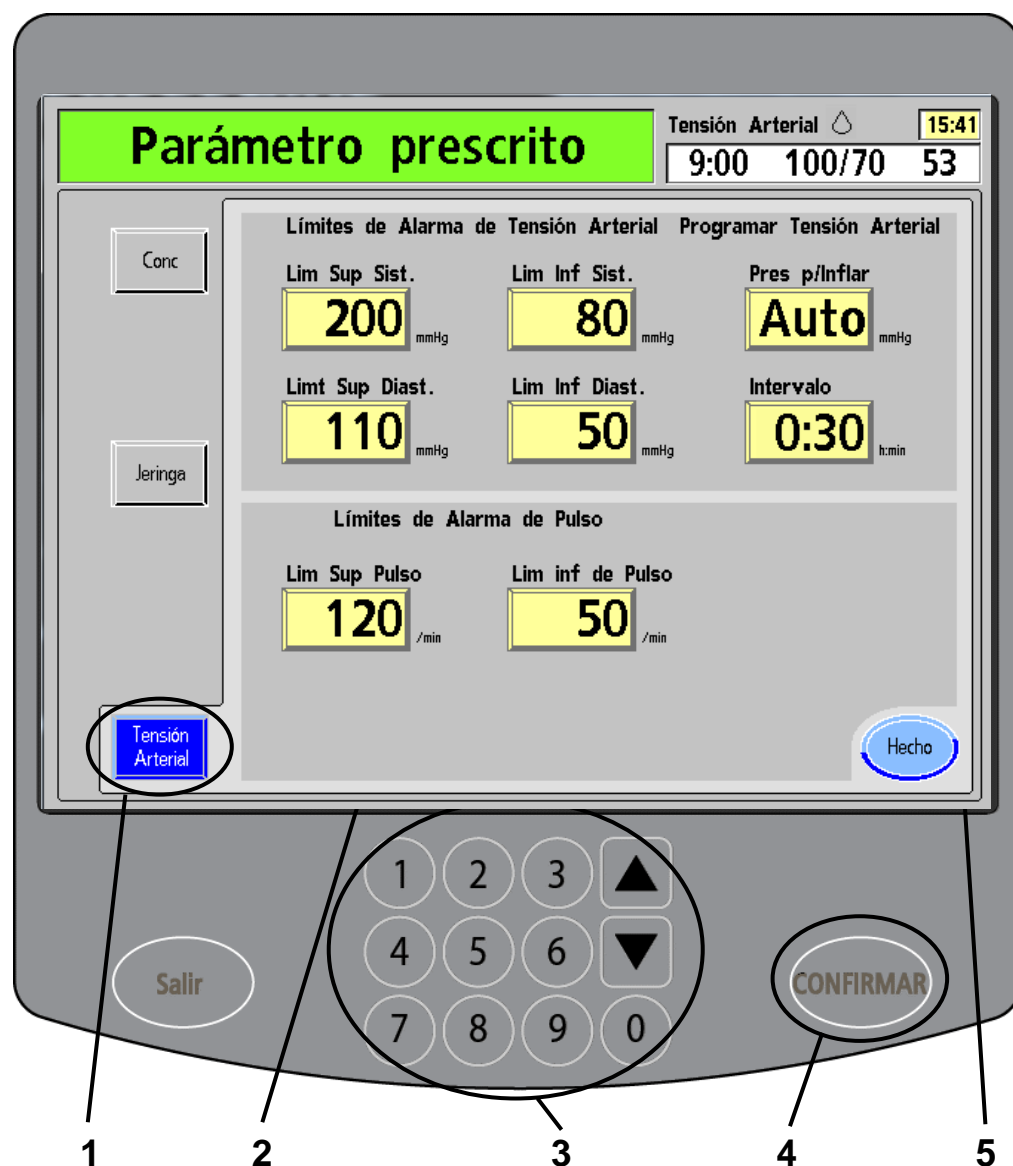 Parámetro prescrito
Tensión Arterial 15:41
9:00 100/70 53
Conc
Jeringa
Tensión
Arterial
Límites de Alarma de Tensión Arterial Programar Tensión Arterial
Lim Sup Sist. Lim Inf Sist. Pres p/Inflar
200 mmHg 80 mmHg Auto mmHg
Limt Sup Diast. Lim Inf Diast. Intervalo
110 mmHg 50 mmHg 0:30 h:min
Límites de Alarma de Pulso
Lim Sup Pulso Lim inf de Pulso
120 /min 50 /min
Hecho
1 2 3
4 5 6
7 8 9 0
Salir
CONFIRMAR
1 2 3 4 5